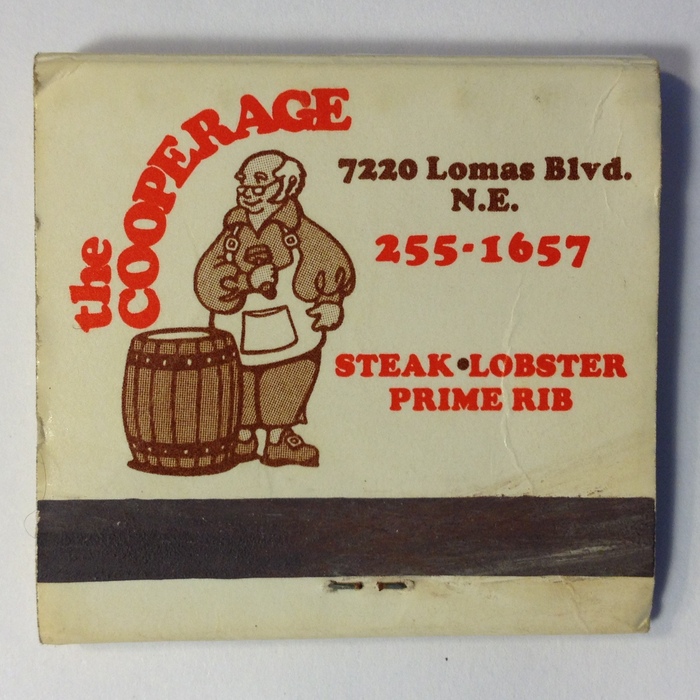 the
COOPERAGE
7220 Lomas Blvd.
N.E.
255-1657
STEAK•LOBSTER
PRIME RIB